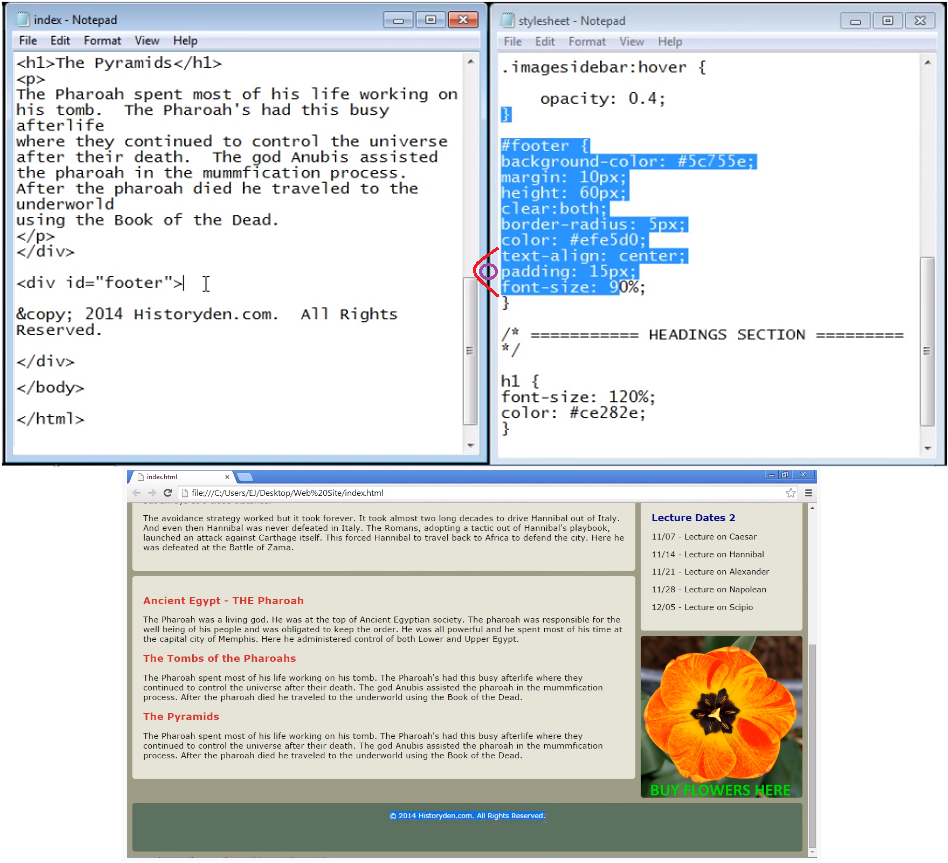 index - Notepad
File Edit Format View Help
<h1>The Pyramids</h1>
<p>
The Pharoah spent most of his life working on
his tomb.  The Pharoah's had this busy
afterlife
where they continued to control the universe
after their death.  The god Anubis assisted
the pharoah in the mummfication process.
After the pharoah died he traveled to the
underworld
using the Book of the Dead.
</p>
</div>
<div id="footer">
&copy; 2014 Historyden.com.  All Rights
Reserved.
</div>
</body>
</html>
stylesheet - Notepad
File Edit Format View Help
.imagesidebar:hover {
opacity: 0.4;
}
#footer {
background-color: #5c755e;
margin: 10px;
height: 60px;
clear:both;
border-radius: 5px;
color: #efe5d0;
text-align: center;
padding: 15px;
font-size: 90%;
}
/* =========== HEADINGS SECTION =========
*/
h1 {
font-size: 120%;
color: #ce282e;
}
index.html
file:///C:/Users/EJ/Desktop/Web%20Site/index.html
The avoidance strategy worked but it took forever. It took almost two long decades to drive Hannibal out of Italy.
And even then Hannibal was never defeated in Italy. The Romans, adopting a tactic out of Hannibal's playbook,
launched an attack against Carthage itself. This forced Hannibal to travel back to Africa to defend the city. Here he
was defeated at the Battle of Zama.
Ancient Egypt - THE Pharoah
The Pharoah was a living god. He was at the top of Ancient Egyptian society. The pharoah was responsible for the
well being of his people and was obligated to keep the order. He was all powerful and he spent most of his time at
the capital city of Memphis. Here he administered control of both Lower and Upper Egypt.
The Tombs of the Pharoahs
The Pharoah spent most of his life working on his tomb. The Pharoah's had this busy afterlife where they
continued to control the universe after their death. The god Anubis assisted the pharoah in the mummfication
process. After the pharoah died he traveled to the underworld using the Book of the Dead.
The Pyramids
The Pharoah spent most of his life working on his tomb. The Pharoah's had this busy afterlife where they
continued to control the universe after their death. The god Anubis assisted the pharoah in the mummfication
process. After the pharoah died he traveled to the underworld using the Book of the Dead.
Lecture Dates 2
11/07 - Lecture on Caesar
11/14 - Lecture on Hannibal
11/21 - Lecture on Alexander
11/28 - Lecture on Napolean
12/05 - Lecture on Scipio
BUY FLOWERS HERE
© 2014 Historyden.com. All Rights Reserved.